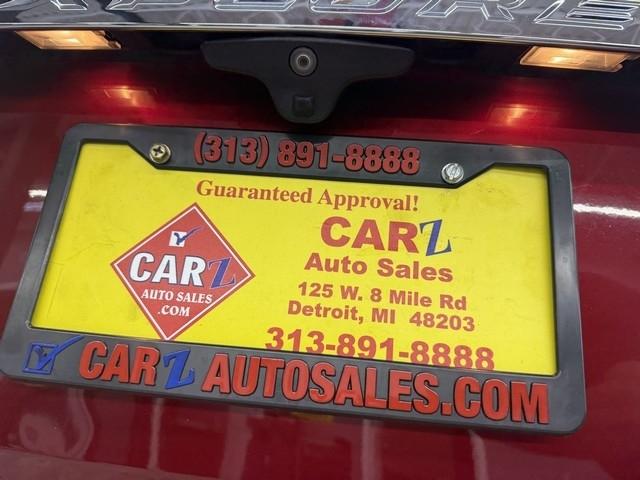 (313) 891-8888
Guaranteed Approval!
CARZ
AUTO SALES
.COM
CARZ
Auto Sales
125 W. 8 Mile Rd
Detroit, MI 48203
313-891-8888
CARZ AUTOSALES.COM